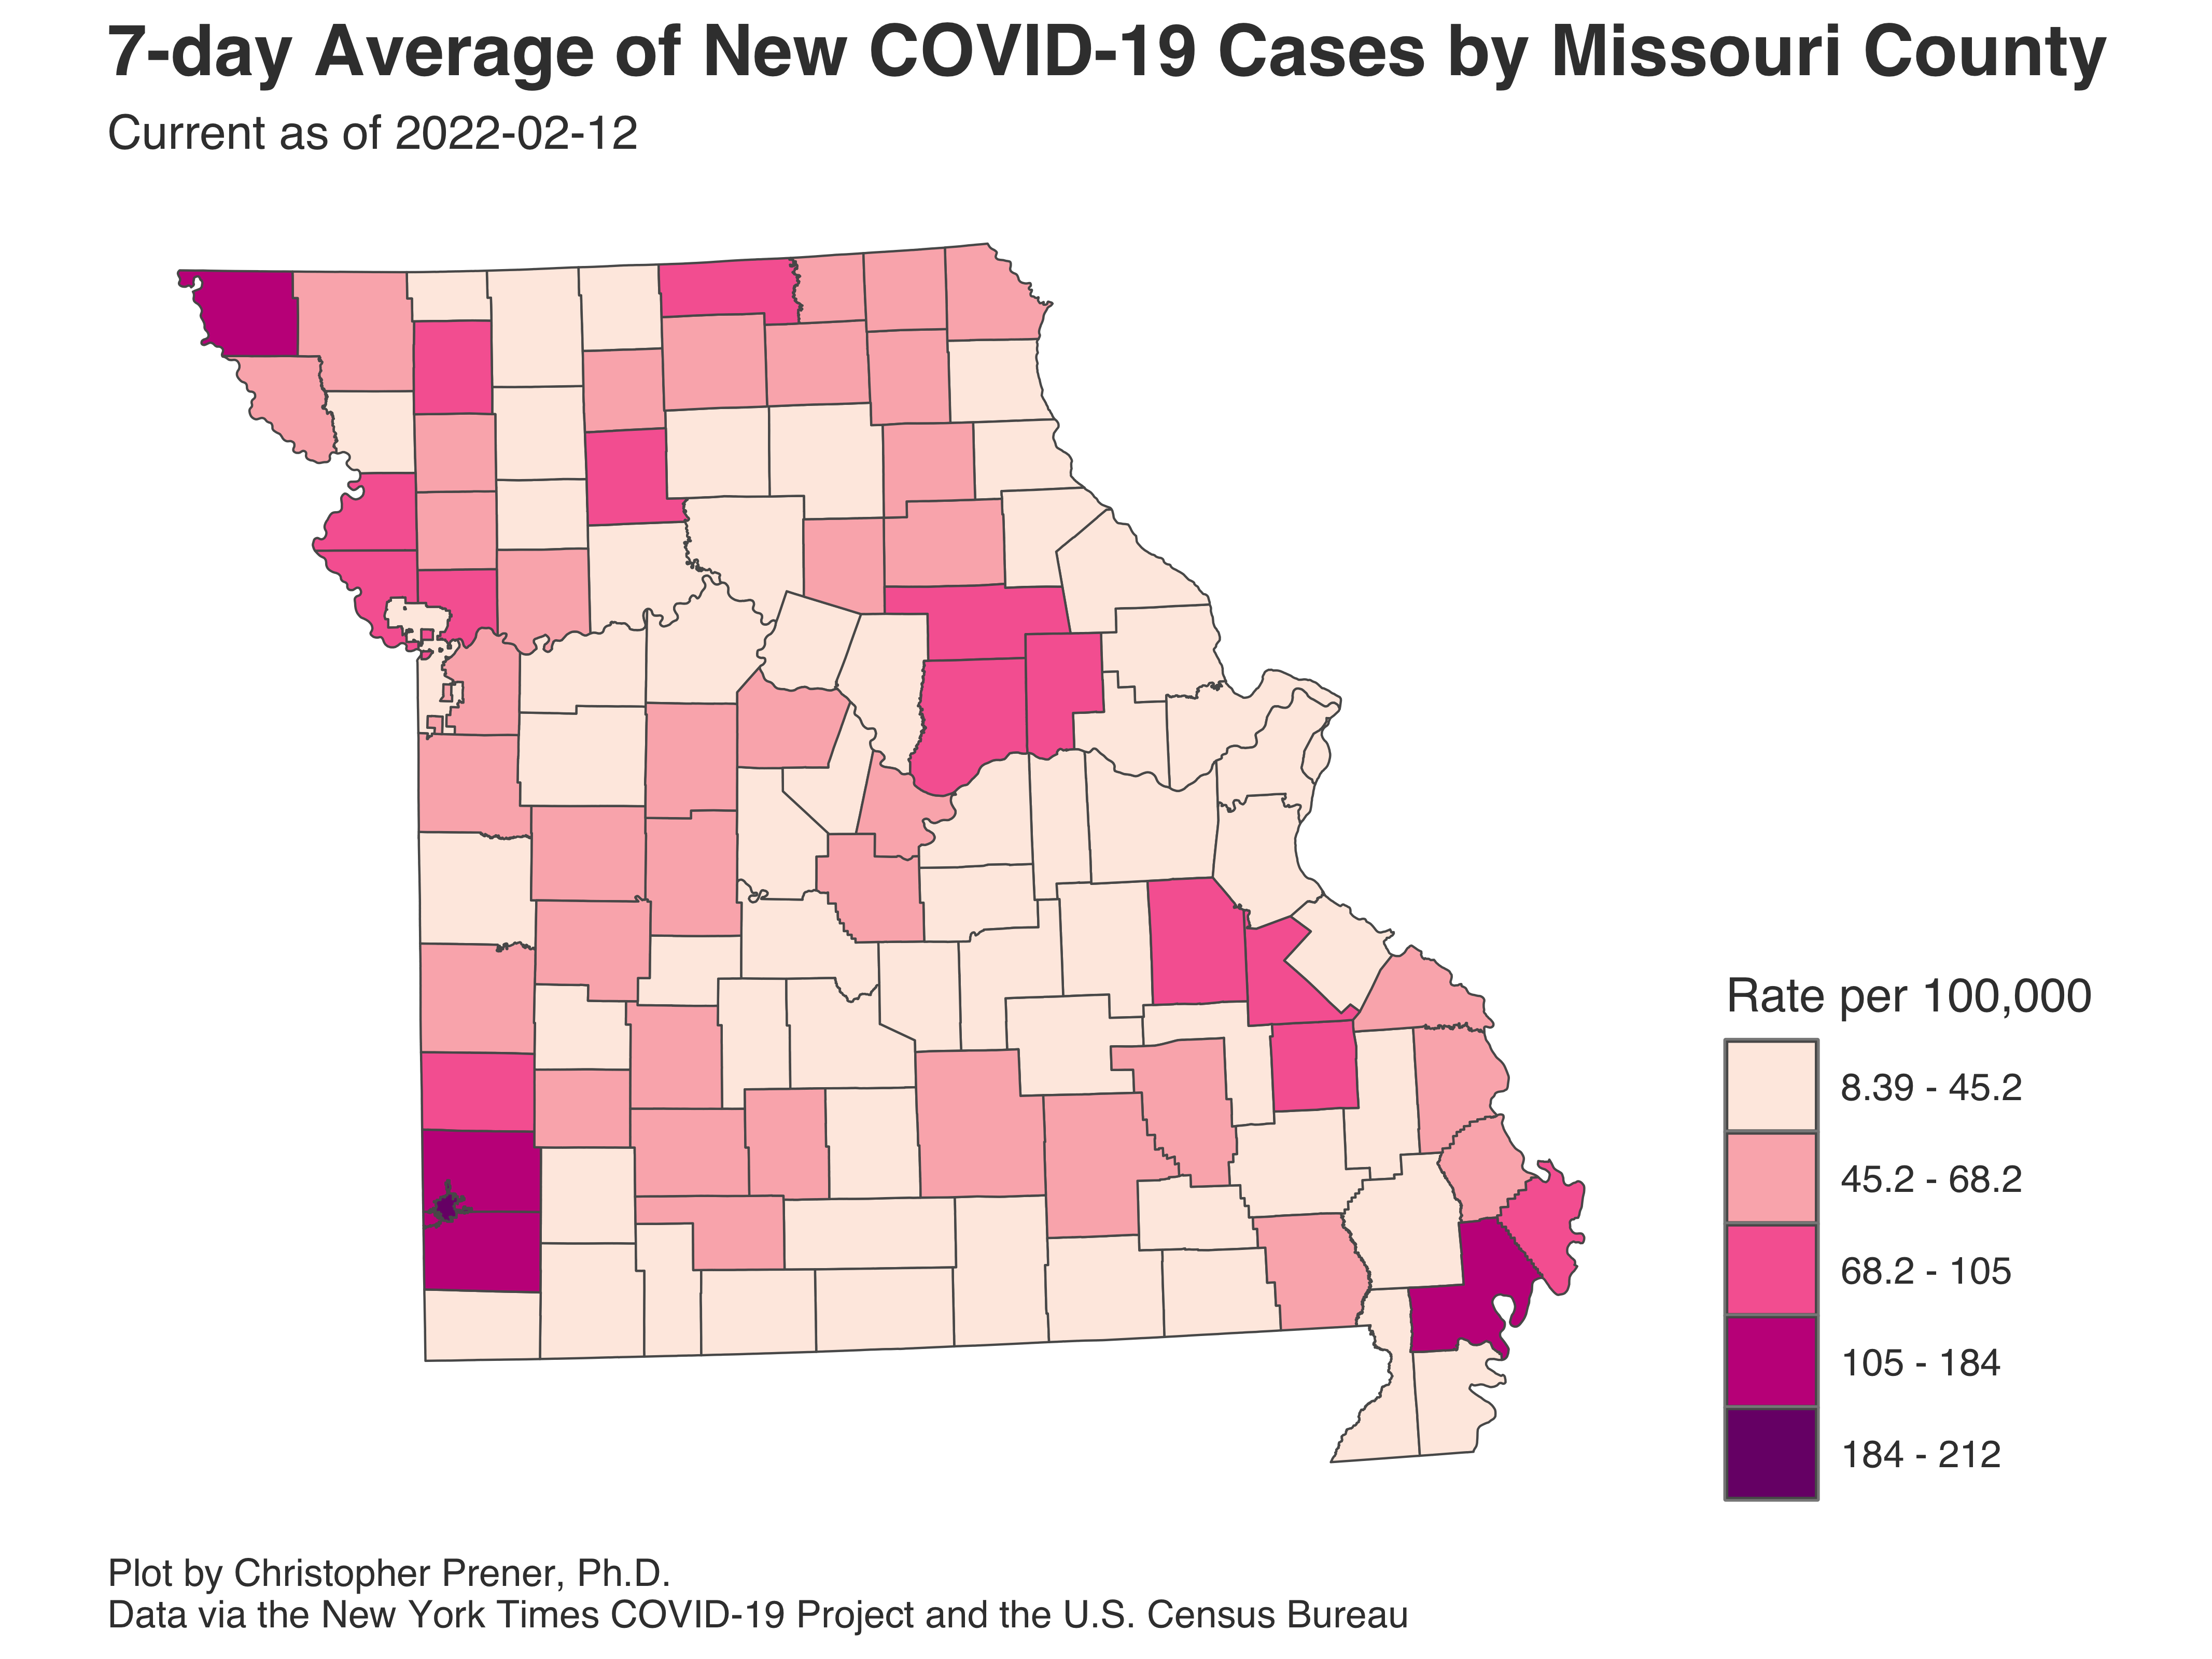 7-day Average of New COVID-19 Cases by Missouri County
Current as of 2022-02-12
Rate per 100,000
8.39 - 45.2
45.2 - 68.2
68.2 - 105
105 - 184
184 - 212
Plot by Christopher Prener, Ph.D.
Data via the New York Times COVID-19 Project and the U.S. Census Bureau